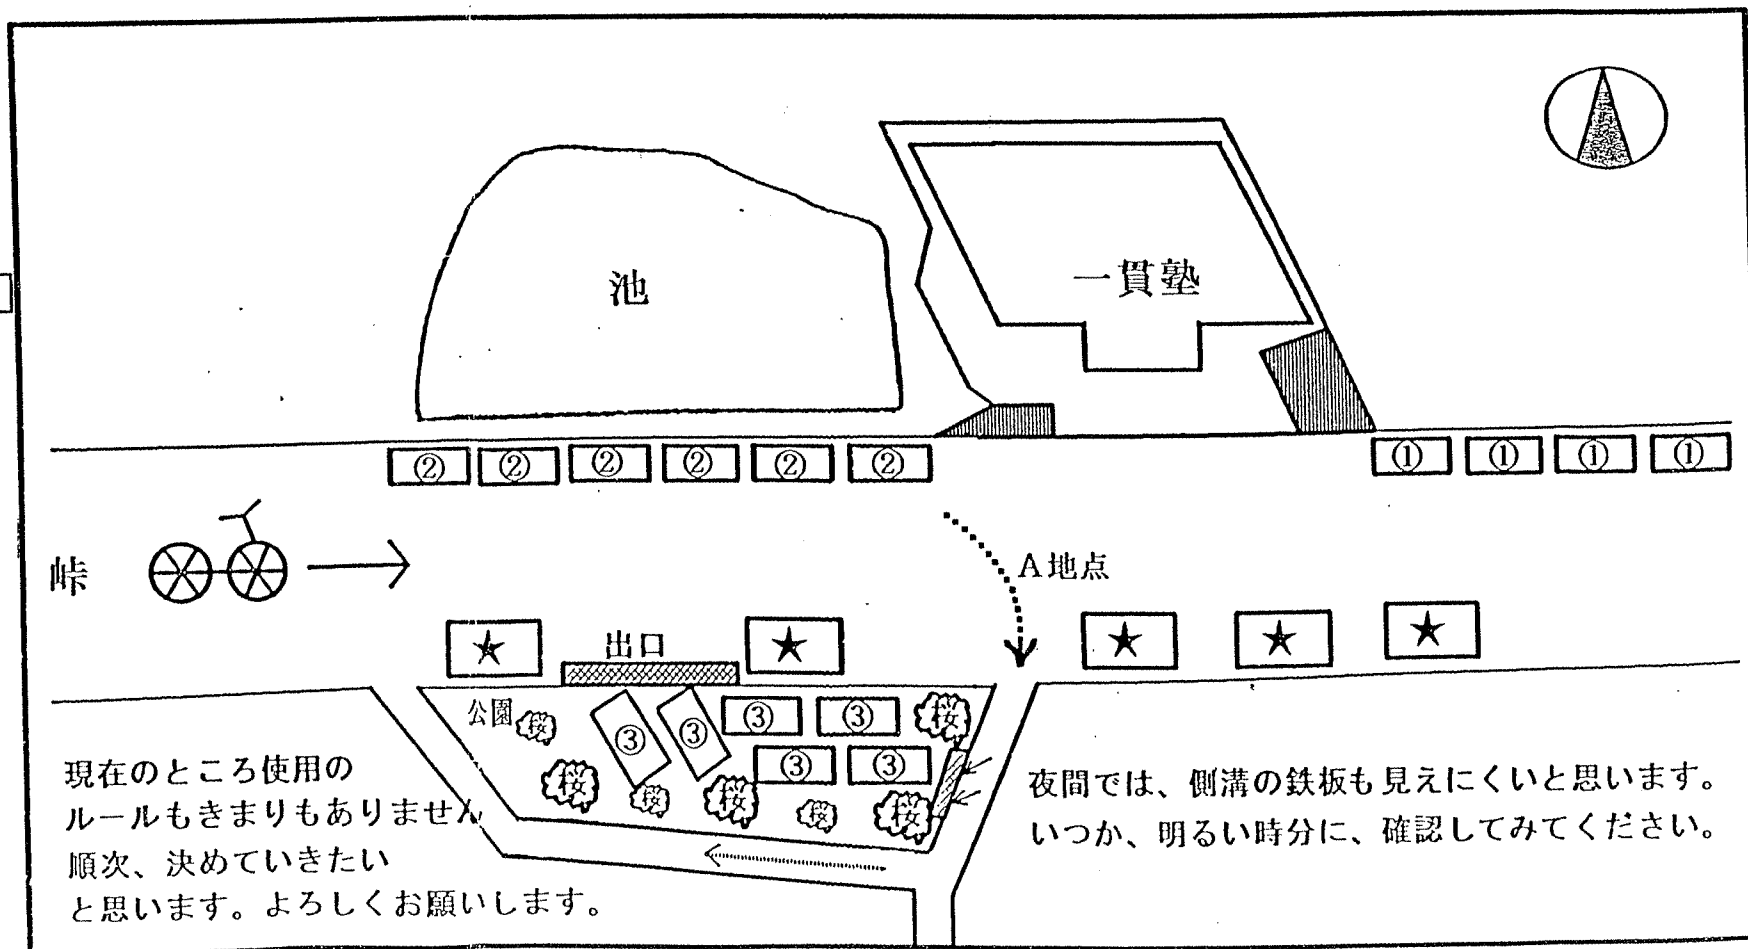 池
一貫塾
② ② ② ② ② ②
① ① ① ①
峠
A地点
★ 出口 ★ ★ ★ ★
公園 桜 ③ ③ ③ ③ 桜
③ ③
桜 桜 桜 桜 桜
現在のところ使用の
ルールもきまりもありません
順次、決めていきたい
と思います。よろしくお願いします。
夜間では、側溝の鉄板も見えにくいと思います。
いつか、明るい時分に、確認してみてください。